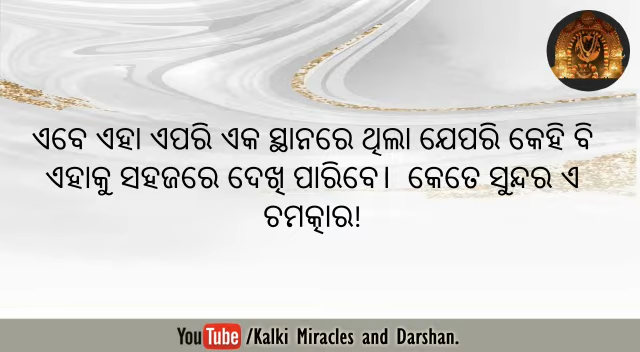 ଏବେ ଏହା ଏପରି ଏକ ସ୍ଥାନରେ ଥିଲା ଯେପରି କେହି ବି
ଏହାକୁ ସହଜରେ ଦେଖି ପାରିବେ। କେତେ ସୁନ୍ଦର ଏ
ଚମତ୍କାର!
YouTube /Kalki Miracles and Darshan.